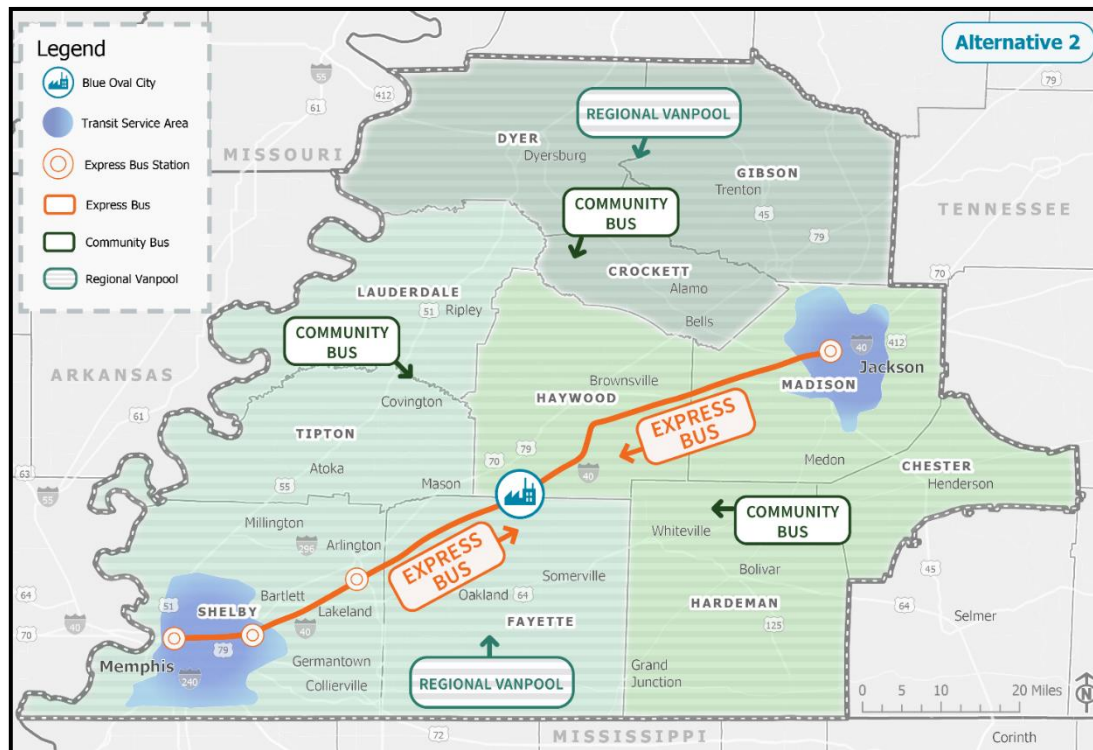 Legend
Blue Oval City
Transit Service Area
Express Bus Station
Express Bus
Community Bus
Regional Vanpool
Alternative 2
55
412
61
79
MISSOURI
DYER
Dyersburg
REGIONAL VANPOOL
GIBSON
Trenton
45
79
TENNESSEE
70
COMMUNITY
BUS
CROCKETT
Alamo
Bells
LAUDERDALE
51
Ripley
COMMUNITY
BUS
ARKANSAS
61
Covington
TIPTON
HAYWOOD
Brownsville
40
412
Jackson
MADISON
EXPRESS
BUS
79
70
40
63
55
Atoka
55
Mason
Medon
CHESTER
Henderson
Millington
Arlington
EXPRESS
BUS
Whiteville
COMMUNITY
BUS
45
64
Selmer
64
70
40
51
SHELBY
Bartlett
Lakeland
40
Oakland
64
Somerville
FAYETTE
Bolivar
HARDEMAN
125
Memphis
79
240
Germantown
Collierville
REGIONAL VANPOOL
Grand
Junction
0 5 10 20 Miles
N
72
MISSISSIPPI
Corinth